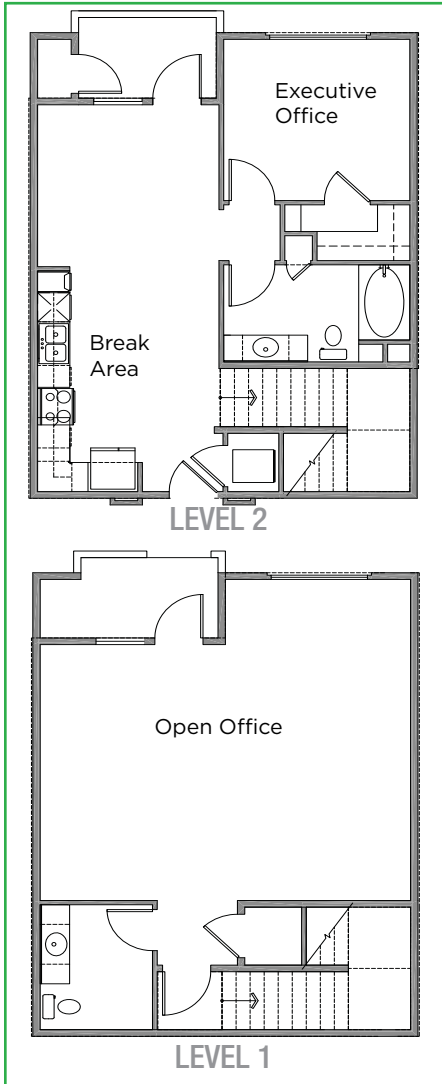 Executive
Office
Break
Area
LEVEL 2
Open Office
LEVEL 1